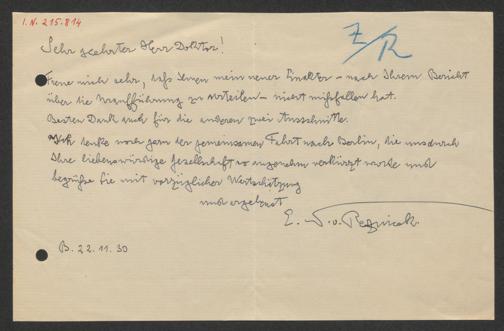 I.N. 215.814
Z/R
Sehr geehrter Herr Doktor!
Freue mich sehr, daß Ihnen mein neuer Einakter – nach Ihrem Bericht
über die Uraufführung zu urteilen – nicht mißfallen hat.
Besten Dank auch für die anderen zwei Ausschnitte.
Ich denke noch gern der gemeinsamen Fahrt nach Berlin, die uns durch
Ihre liebenswürdige Gesellschaft so angenehm verkürzt wurde und
begrüße Sie mit vorzüglicher Wertschätzung
und ergebenst
E. N. v. Reznicek
B. 22.11.30